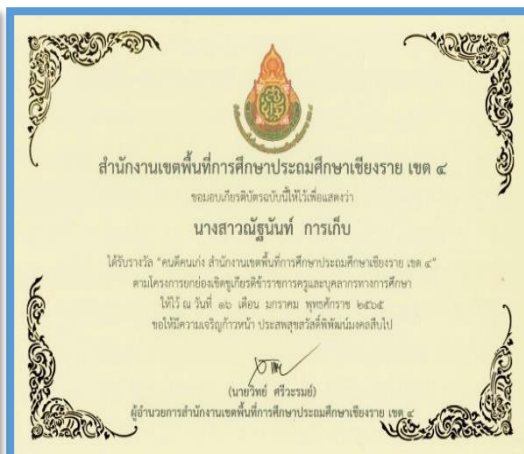 สำนักงานเขตพื้นที่การศึกษาประถมศึกษาเชียงราย เขต ๔
ขอมอบเกียรติบัตรฉบับนี้ให้ไว้เพื่อแสดงว่า
นางสาวณัฐนันท์ การเก็บ
ได้รับรางวัล "คนดีคนเก่ง สำนักงานเขตพื้นที่การศึกษาประถมศึกษาเชียงราย เขต ๔"
ตามโครงการยกย่องเชิดชูเกียรติข้าราชการครูและบุคลากรทางการศึกษา
ให้ไว้ ณ วันที่ ๑๖ เดือน มกราคม พุทธศักราช ๒๕๖๕
ขอให้มีความเจริญก้าวหน้า ประสพสุขสวัสดิ์พิพัฒน์มงคลสืบไป
(นายวิทย์ ศรีวะรมย์)
ผู้อำนวยการสำนักงานเขตพื้นที่การศึกษาประถมศึกษาเชียงราย เขต ๔